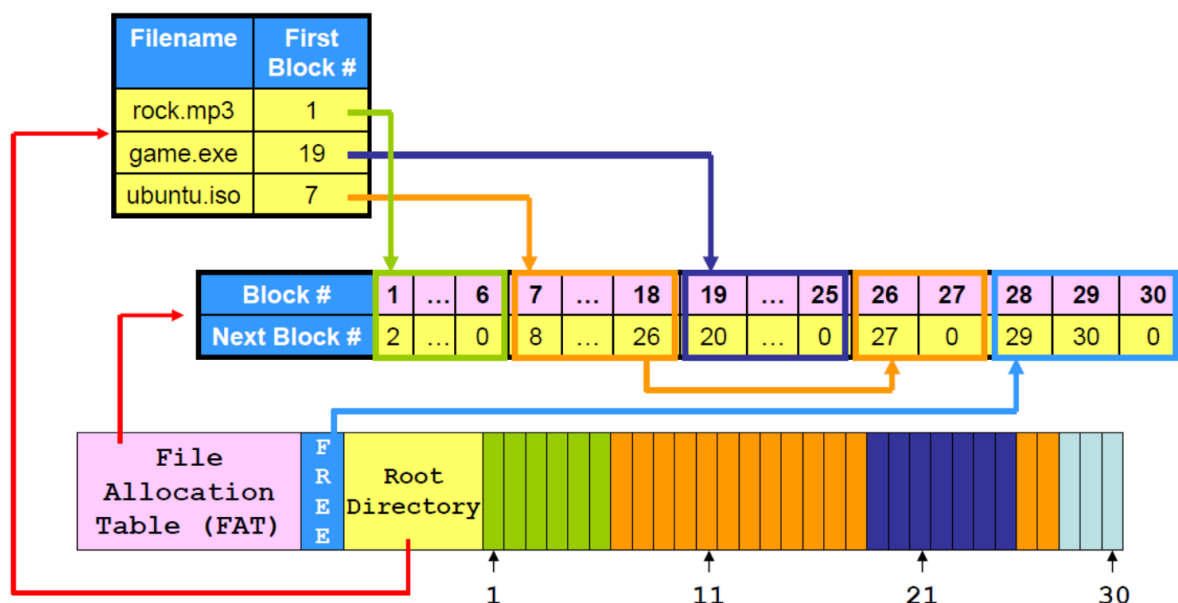 Filename First Block #
rock.mp3 1
game.exe 19
ubuntu.iso 7
Block # 1 ... 6 7 ... 18 19 ... 25 26 27 28 29 30
Next Block # 2 ... 0 8 ... 26 20 ... 0 27 0 29 30 0
File Allocation Table (FAT)
FREE
Root Directory
1 11 21 30